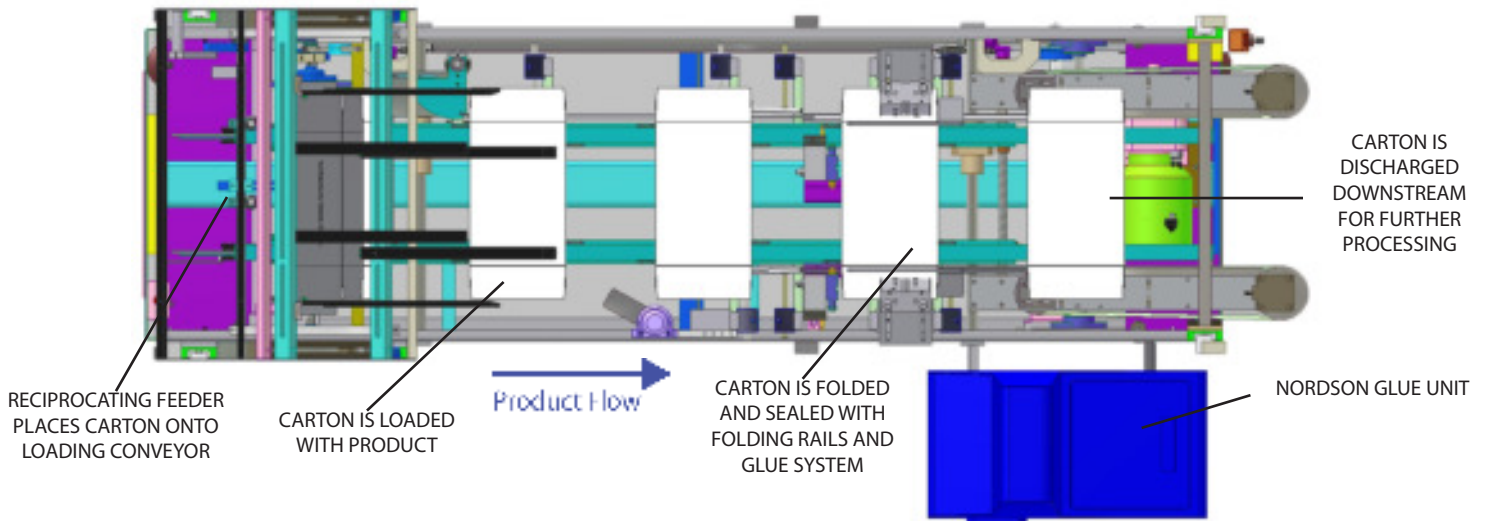 CARTON IS
DISCHARGED
DOWNSTREAM
FOR FURTHER
PROCESSING
RECIPROCATING FEEDER
PLACES CARTON ONTO
LOADING CONVEYOR
CARTON IS LOADED
WITH PRODUCT
Product Flow
CARTON IS FOLDED
AND SEALED WITH
FOLDING RAILS AND
GLUE SYSTEM
NORDSON GLUE UNIT